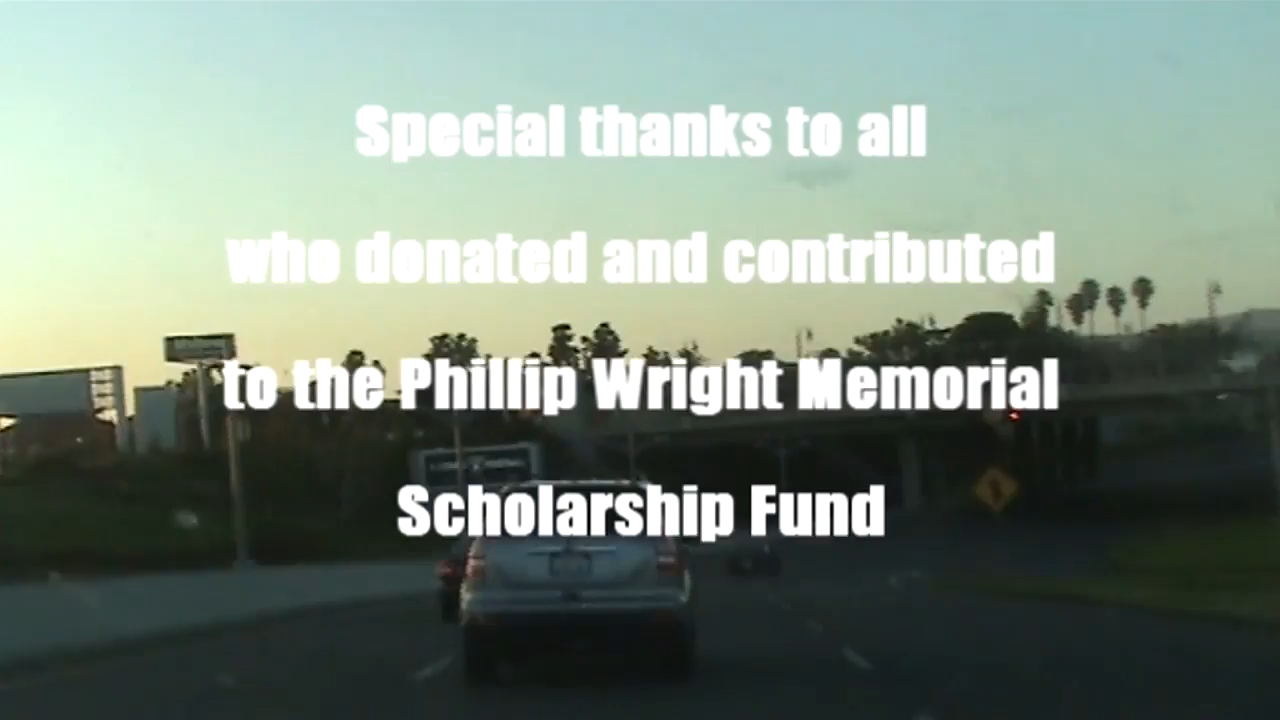 Special thanks to all
who donated and contributed
to the Phillip Wright Memorial
Scholarship Fund